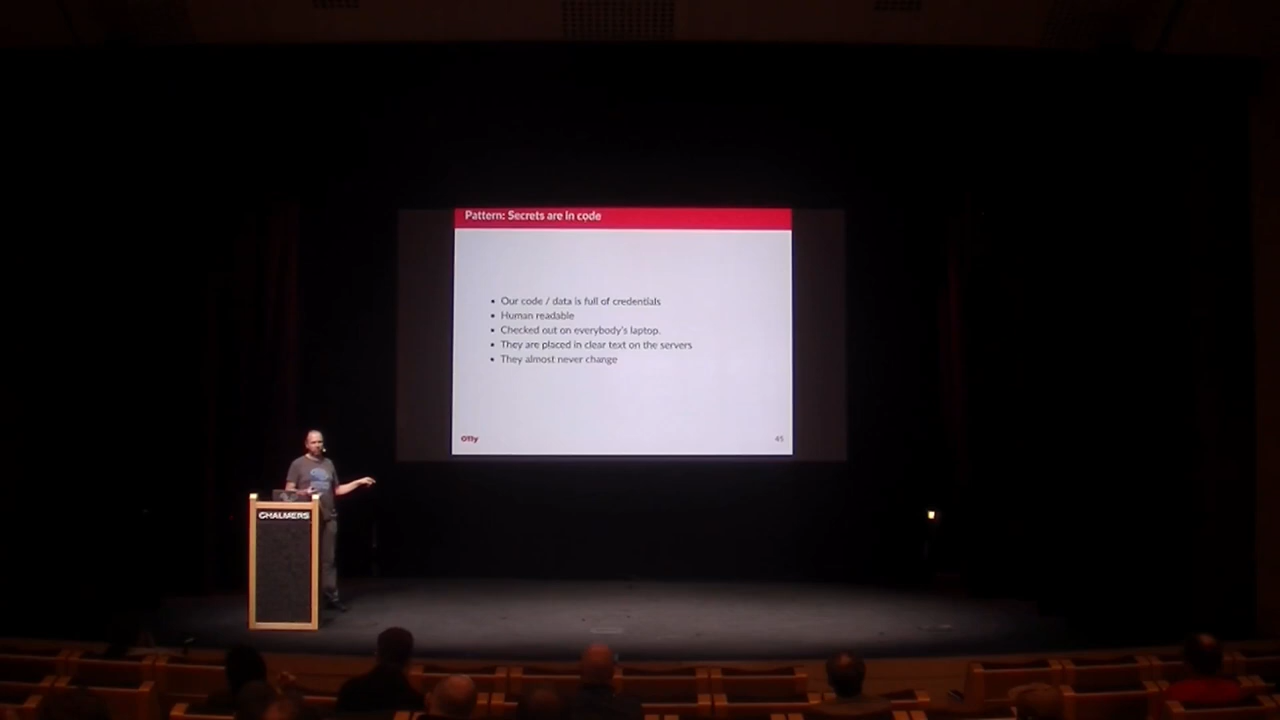 Pattern: Secrets are in code
• Our code / data is full of credentials
• Human readable
• Checked out on everybody's laptop.
• They are placed in clear text on the servers
• They almost never change
Olly
45
CHALMERS